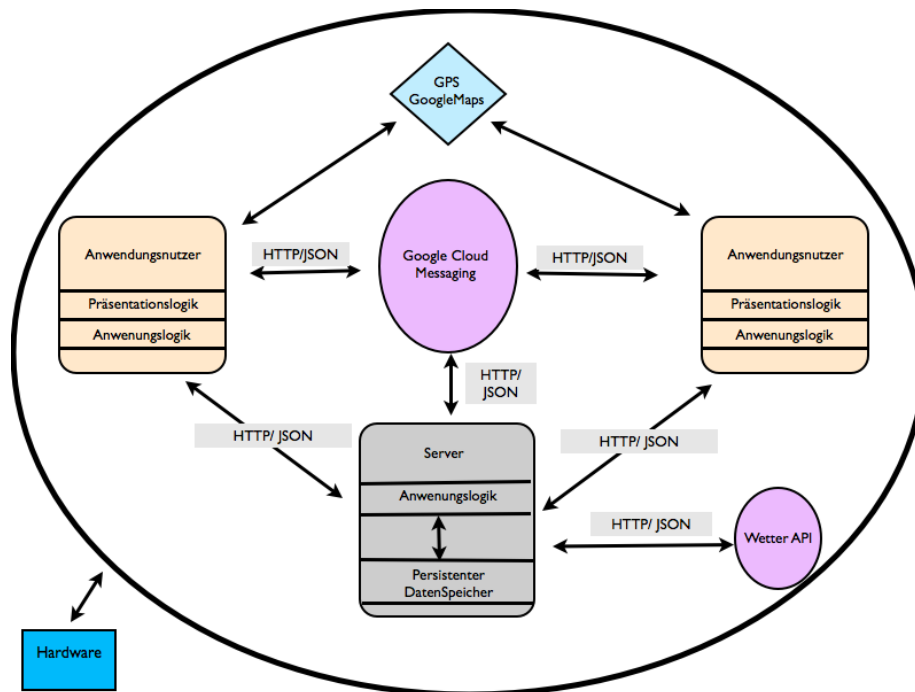 GPS
GoogleMaps
Anwendungsnutzer
Präsentationslogik
Anwenungslogik
HTTP/JSON
Google Cloud
Messaging
HTTP/JSON
Anwendungsnutzer
Präsentationslogik
Anwenungslogik
HTTP/
JSON
HTTP/ JSON
HTTP/ JSON
Server
Anwenungslogik
Persistenter
DatenSpeicher
HTTP/ JSON
Wetter API
Hardware